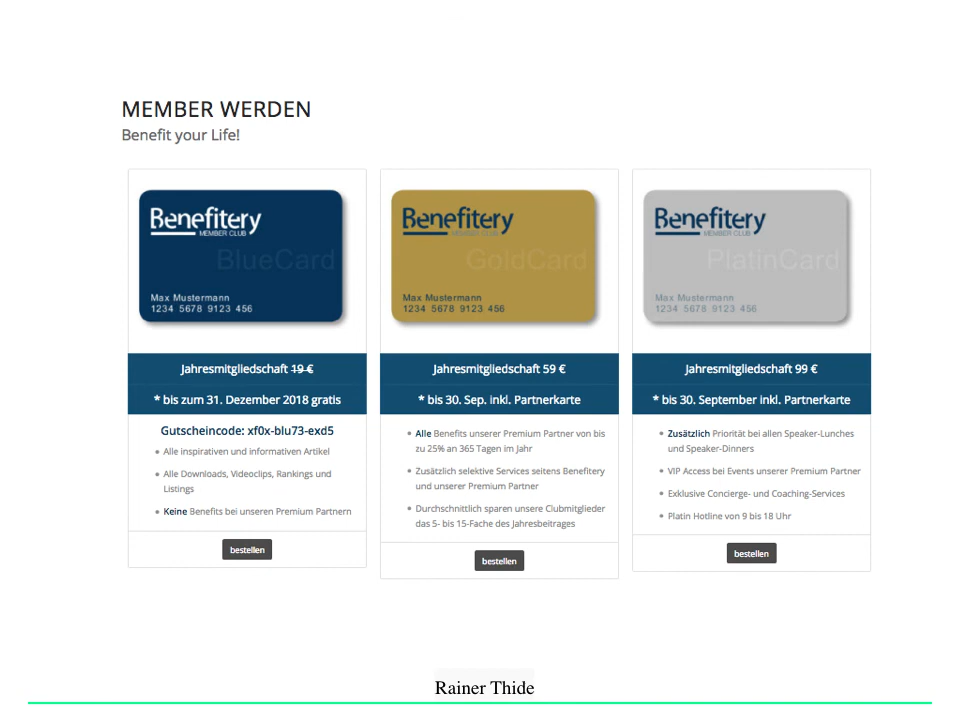 MEMBER WERDEN
Benefit your Life!
Benefitery
MEMBER CLUB
BlueCard
Max Mustermann
1234 5678 9123 456
Jahresmitgliedschaft 19 €
* bis zum 31. Dezember 2018 gratis
Gutscheincode: xf0x-blu73-exd5
• Alle inspirativen und informativen Artikel
• Alle Downloads, Videoclips, Rankings und
Listings
• Keine Benefits bei unseren Premium Partnern
bestellen
Benefitery
MEMBER CLUB
GoldCard
Max Mustermann
1234 5678 9123 456
Jahresmitgliedschaft 59 €
* bis 30. Sep. inkl. Partnerkarte
• Alle Benefits unserer Premium Partner von bis
zu 25% an 365 Tagen im Jahr
• Zusätzlich selektive Services seitens Benefitery
und unserer Premium Partner
• Durchschnittlich sparen unsere Clubmitglieder
das 5- bis 15-Fache des Jahresbeitrages
bestellen
Benefitery
MEMBER CLUB
PlatinCard
Max Mustermann
1234 5678 9123 456
Jahresmitgliedschaft 99 €
* bis 30. September inkl. Partnerkarte
• Zusätzlich Priorität bei allen Speaker-Lunches
und Speaker-Dinners
• VIP Access bei Events unserer Premium Partner
• Exklusive Concierge- und Coaching-Services
• Platin Hotline von 9 bis 18 Uhr
bestellen
Rainer Thide